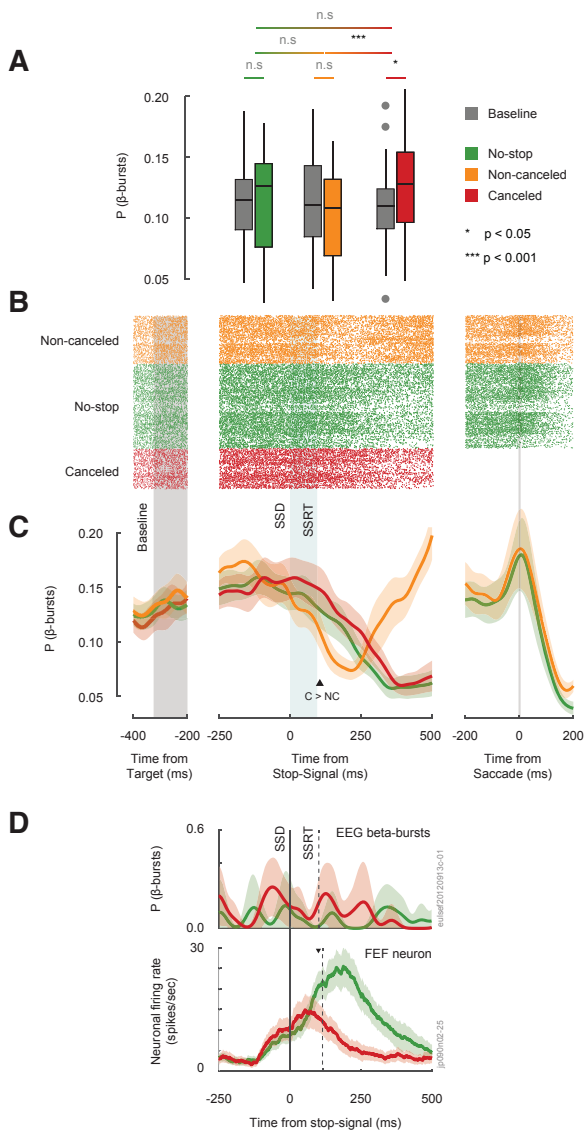 n.s
n.s
***
n.s
n.s
*
A
0.20
0.15
0.10
0.05
P (β-bursts)
Baseline
No-stop
Non-canceled
Canceled
* p < 0.05
*** p < 0.001
B
Non-canceled
No-stop
Canceled
C
Baseline
SSD
SSRT
0.20
0.15
0.10
0.05
P (β-bursts)
C > NC
-400
-200
-250
0
250
500
-200
0
200
Time from
Target (ms)
Time from
Stop-Signal (ms)
Time from
Saccade (ms)
D
0.6
0.0
P (β-bursts)
SSD
SSRT
EEG beta-bursts
eulsef20120913c-01
30
0
Neuronal firing rate
(spikes/sec)
FEF neuron
jp090n02-25
-250
0
250
500
Time from stop-signal (ms)